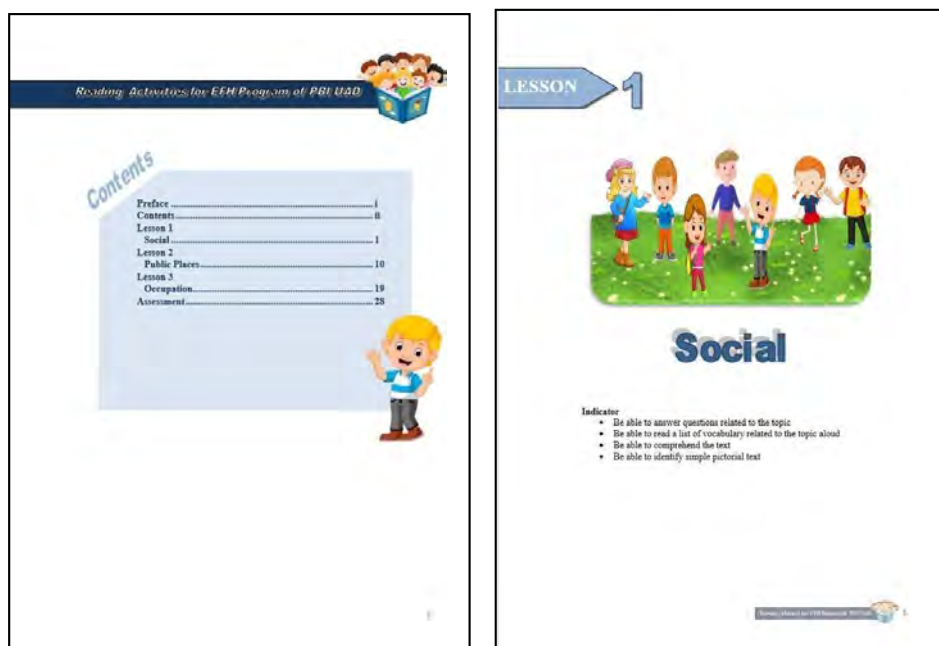 Reading Activities for EFH Program of PBI UAD
Contents
Preface i
Contents ii
Lesson 1
Social 1
Lesson 2
Public Places 10
Lesson 3
Occupation 19
Assessment 28
LESSON 1
Social
Indicator
• Be able to answer questions related to the topic
• Be able to read a list of vocabulary related to the topic aloud
• Be able to comprehend the text
• Be able to identify simple pictorial text